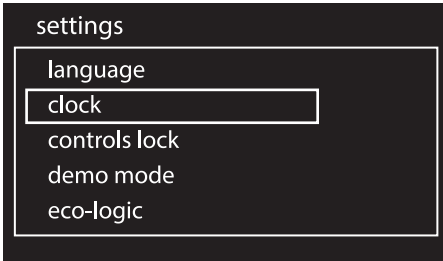 settings
language
clock
controls lock
demo mode
eco-logic